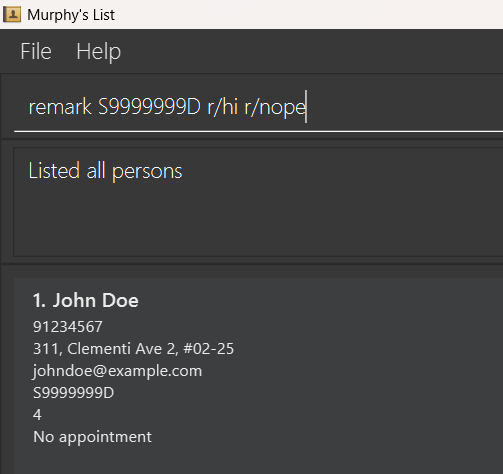 Murphy's List
File Help
remark S9999999D r/hi r/nope
Listed all persons
1. John Doe
91234567
311, Clementi Ave 2, #02-25
johndoe@example.com
S9999999D
4
No appointment